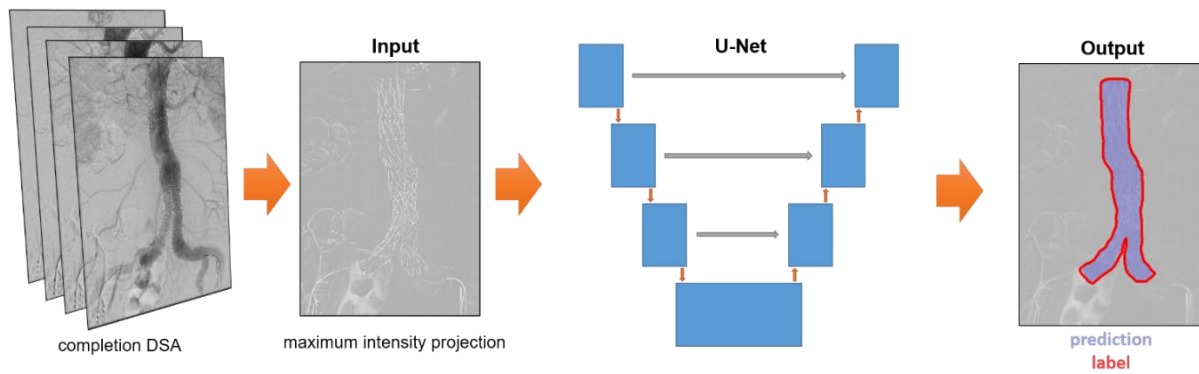 Input
U-Net
Output
completion DSA
maximum intensity projection
prediction
label